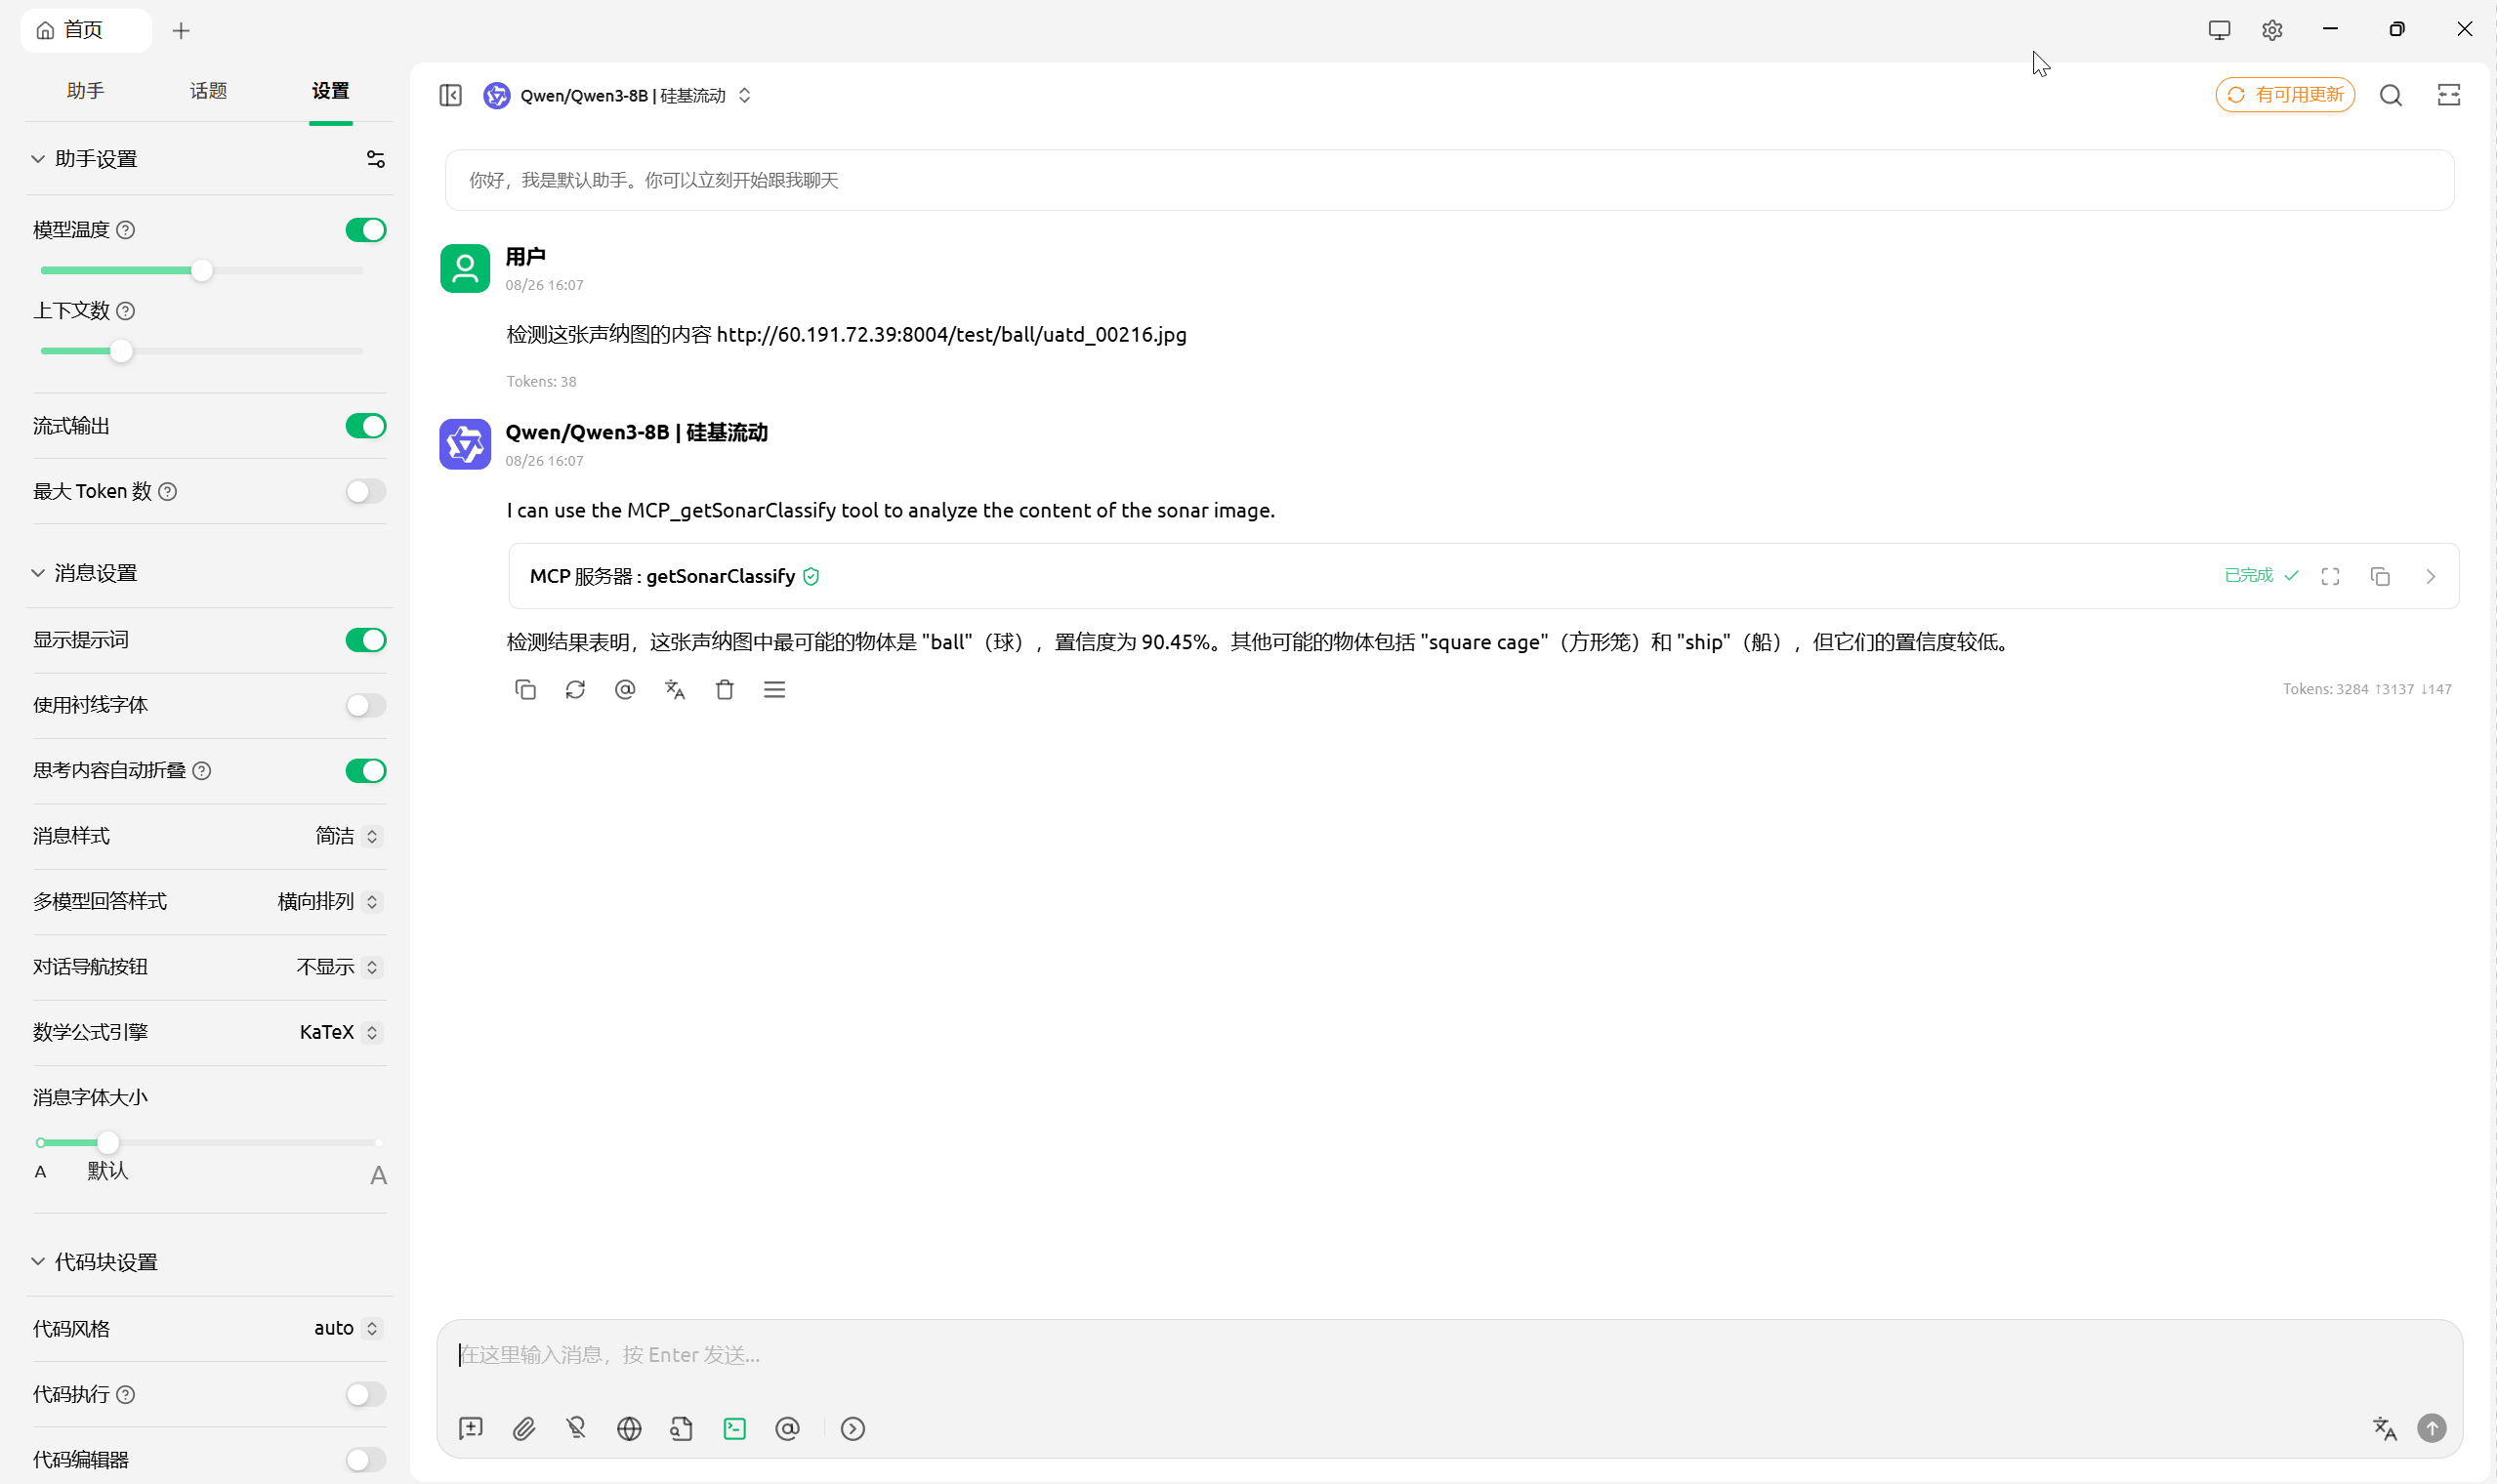 首页
助手 话题 设置
助手设置
模型温度
上下文数
流式输出
最大 Token 数
消息设置
显示提示词
使用衬线字体
思考内容自动折叠
消息样式 简洁
多模型回答样式 横向排列
对话导航按钮 不显示
数学公式引擎 KaTeX
消息字体大小
A 默认 A
代码块设置
代码风格 auto
代码执行
代码编辑器
Qwen/Qwen3-8B | 硅基流动
有可用更新
你好，我是默认助手。你可以立刻开始跟我聊天
用户
08/26 16:07
检测这张声纳图的内容 http://60.191.72.39:8004/test/ball/uatd_00216.jpg
Tokens: 38
Qwen/Qwen3-8B | 硅基流动
08/26 16:07
I can use the MCP_getSonarClassify tool to analyze the content of the sonar image.
MCP 服务器 : getSonarClassify 已完成
检测结果表明，这张声纳图中最可能的物体是 "ball"（球），置信度为 90.45%。其他可能的物体包括 "square cage"（方形笼）和 "ship"（船），但它们的置信度较低。
Tokens: 3284 ↑3137 ↓147
在这里输入消息，按 Enter 发送...